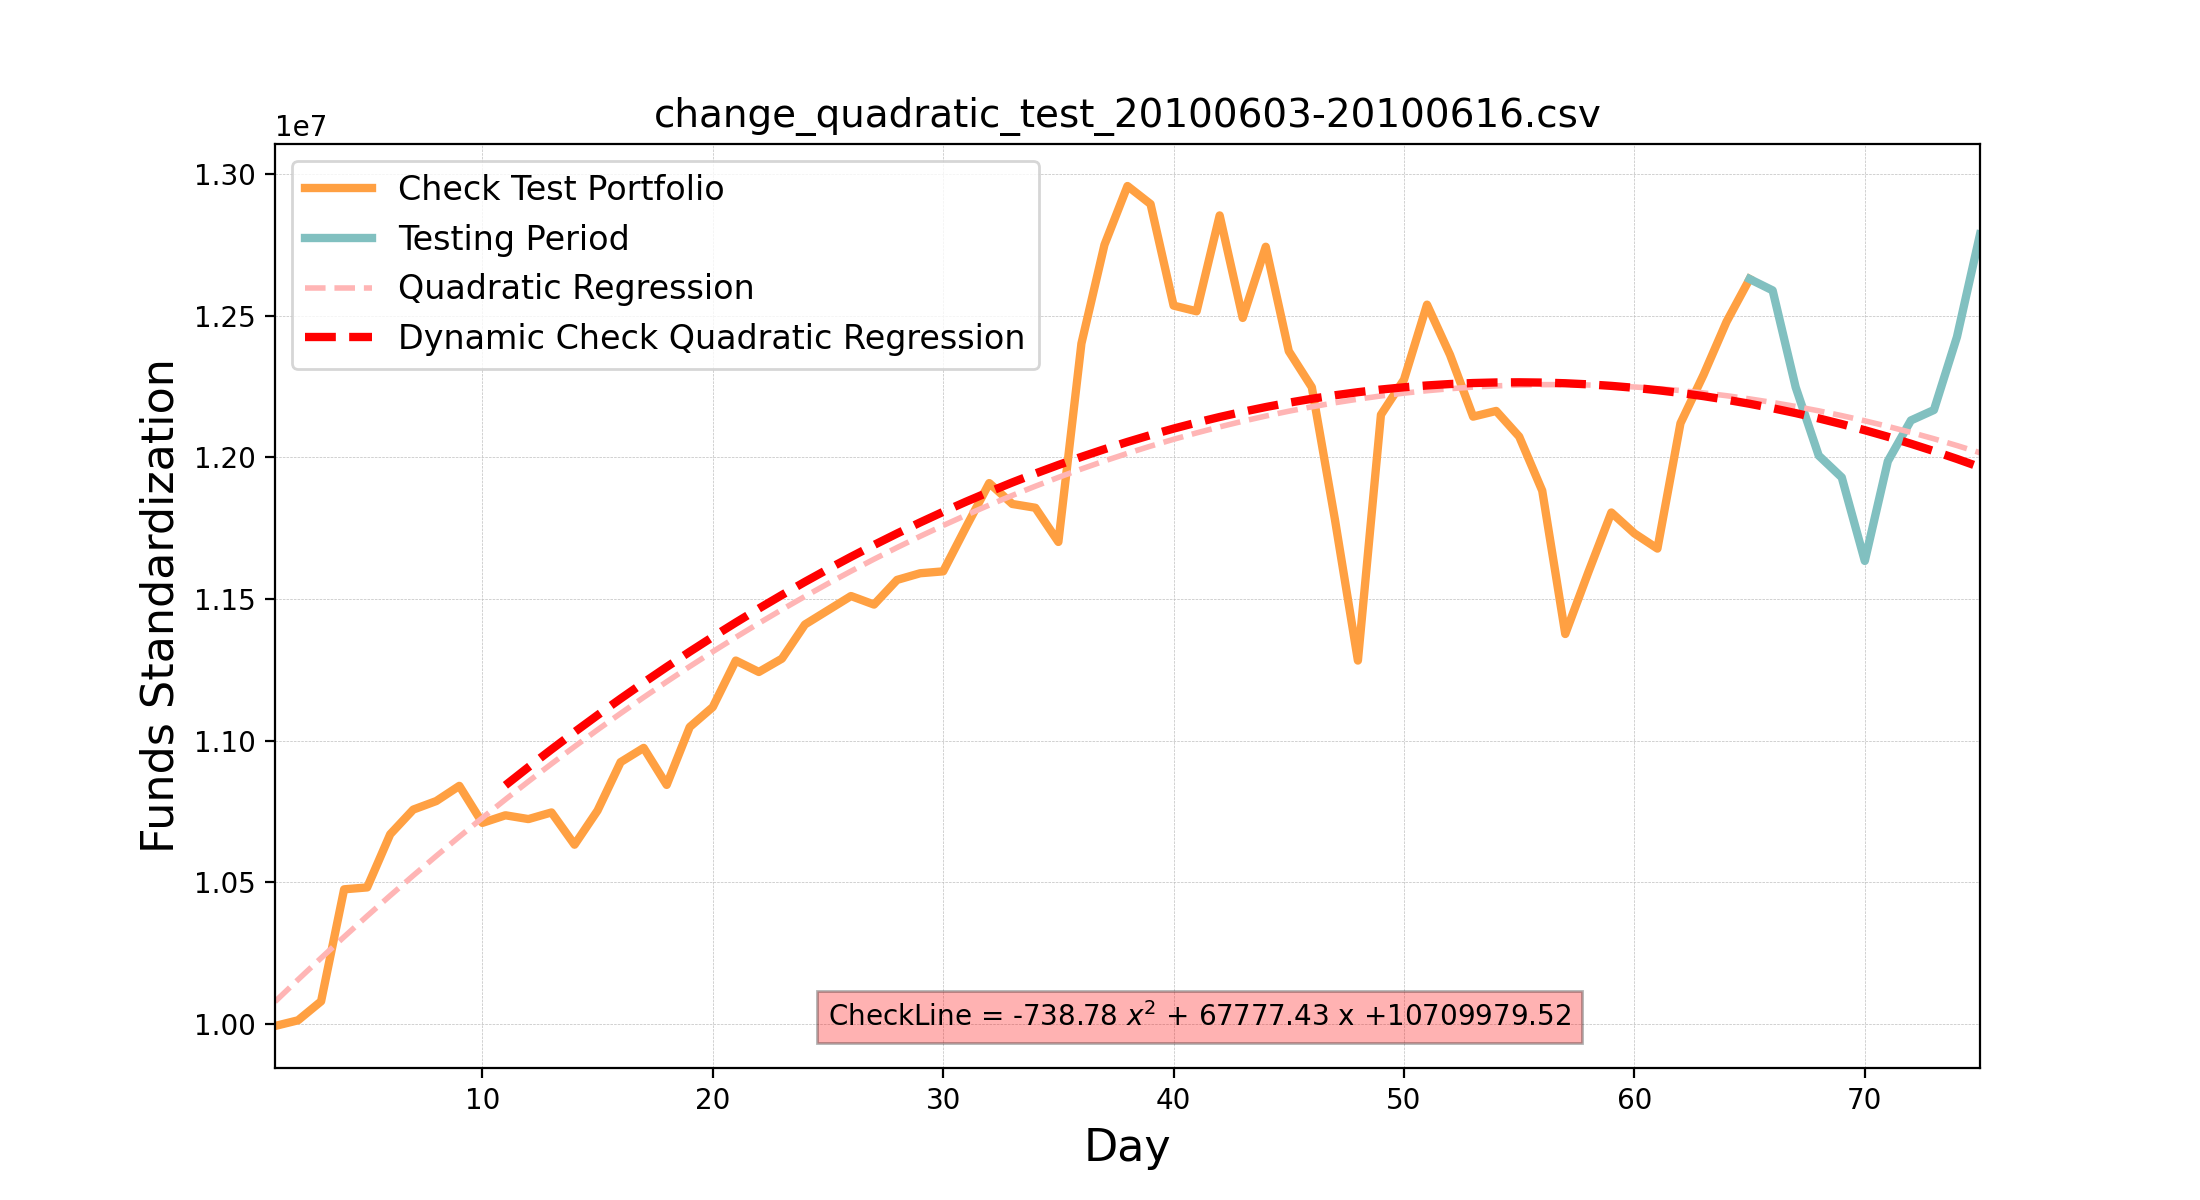 change_quadratic_test_20100603-20100616.csv
1e7
1.30
1.25
1.20
1.15
1.10
1.05
1.00
Funds Standardization
Check Test Portfolio
Testing Period
Quadratic Regression
Dynamic Check Quadratic Regression
CheckLine = -738.78 x² + 67777.43 x +10709979.52
10 20 30 40 50 60 70
Day